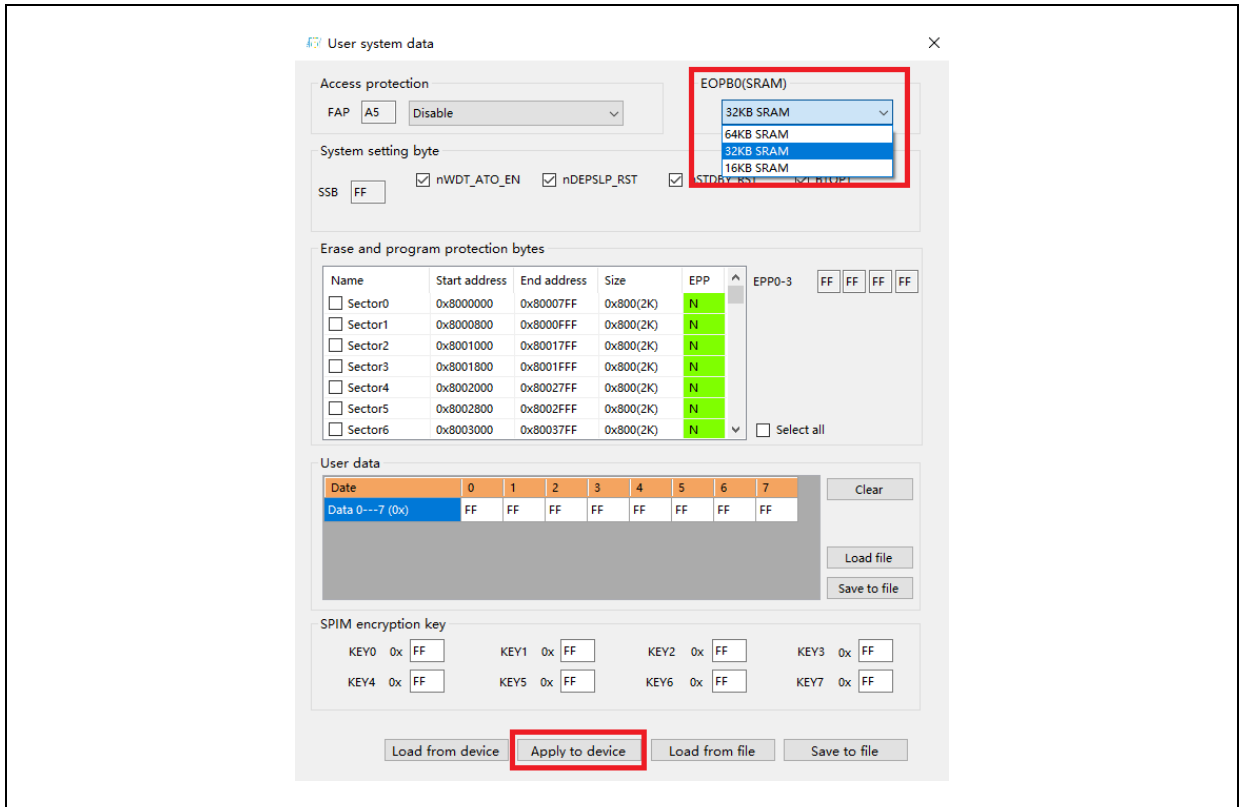 User system data
Access protection
EOPB0(SRAM)
FAP A5 Disable
32KB SRAM
64KB SRAM
32KB SRAM
16KB SRAM
System setting byte
SSB FF nWDT_ATO_EN nDEPSLP_RST nSTDBY_RST BTOPT
Erase and program protection bytes
Name Start address End address Size EPP
EPP0-3 FF FF FF FF
Sector0 0x8000000 0x80007FF 0x800(2K) N
Sector1 0x8000800 0x8000FFF 0x800(2K) N
Sector2 0x8001000 0x80017FF 0x800(2K) N
Sector3 0x8001800 0x8001FFF 0x800(2K) N
Sector4 0x8002000 0x80027FF 0x800(2K) N
Sector5 0x8002800 0x8002FFF 0x800(2K) N
Sector6 0x8003000 0x80037FF 0x800(2K) N
Select all
User data
Date 0 1 2 3 4 5 6 7
Data 0---7 (0x) FF FF FF FF FF FF FF FF
Clear
Load file
Save to file
SPIM encryption key
KEY0 0x FF KEY1 0x FF KEY2 0x FF KEY3 0x FF
KEY4 0x FF KEY5 0x FF KEY6 0x FF KEY7 0x FF
Load from device Apply to device Load from file Save to file